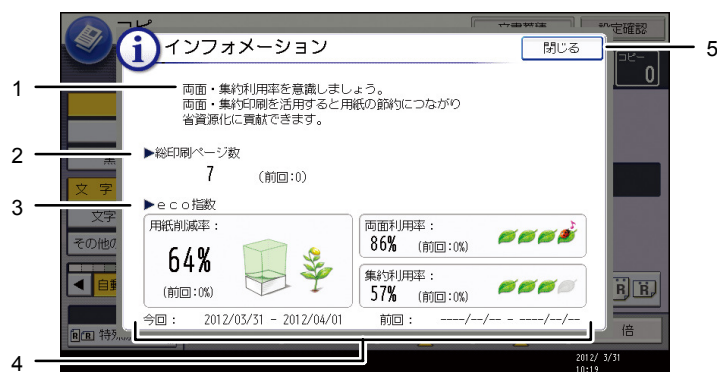 コピ
文書蓄積
設定確認
インフォメーション
閉じる
5
コピー
0
1
両面・集約利用率を意識しましょう。
両面・集約印刷を活用すると用紙の節約につながり
省資源化に貢献できます。
2
▶総印刷ページ数
7 (前回:0)
黒
文 字
3
▶eco指数
文字
用紙削減率：
64%
(前回:0%)
両面利用率：
86% (前回:0%)
その他の
集約利用率：
57% (前回:0%)
自動
R R
今回： 2012/03/31 - 2012/04/01 前回： ----/--/-- - ----/--/--
特殊
倍
4
2012/ 3/31
10:19